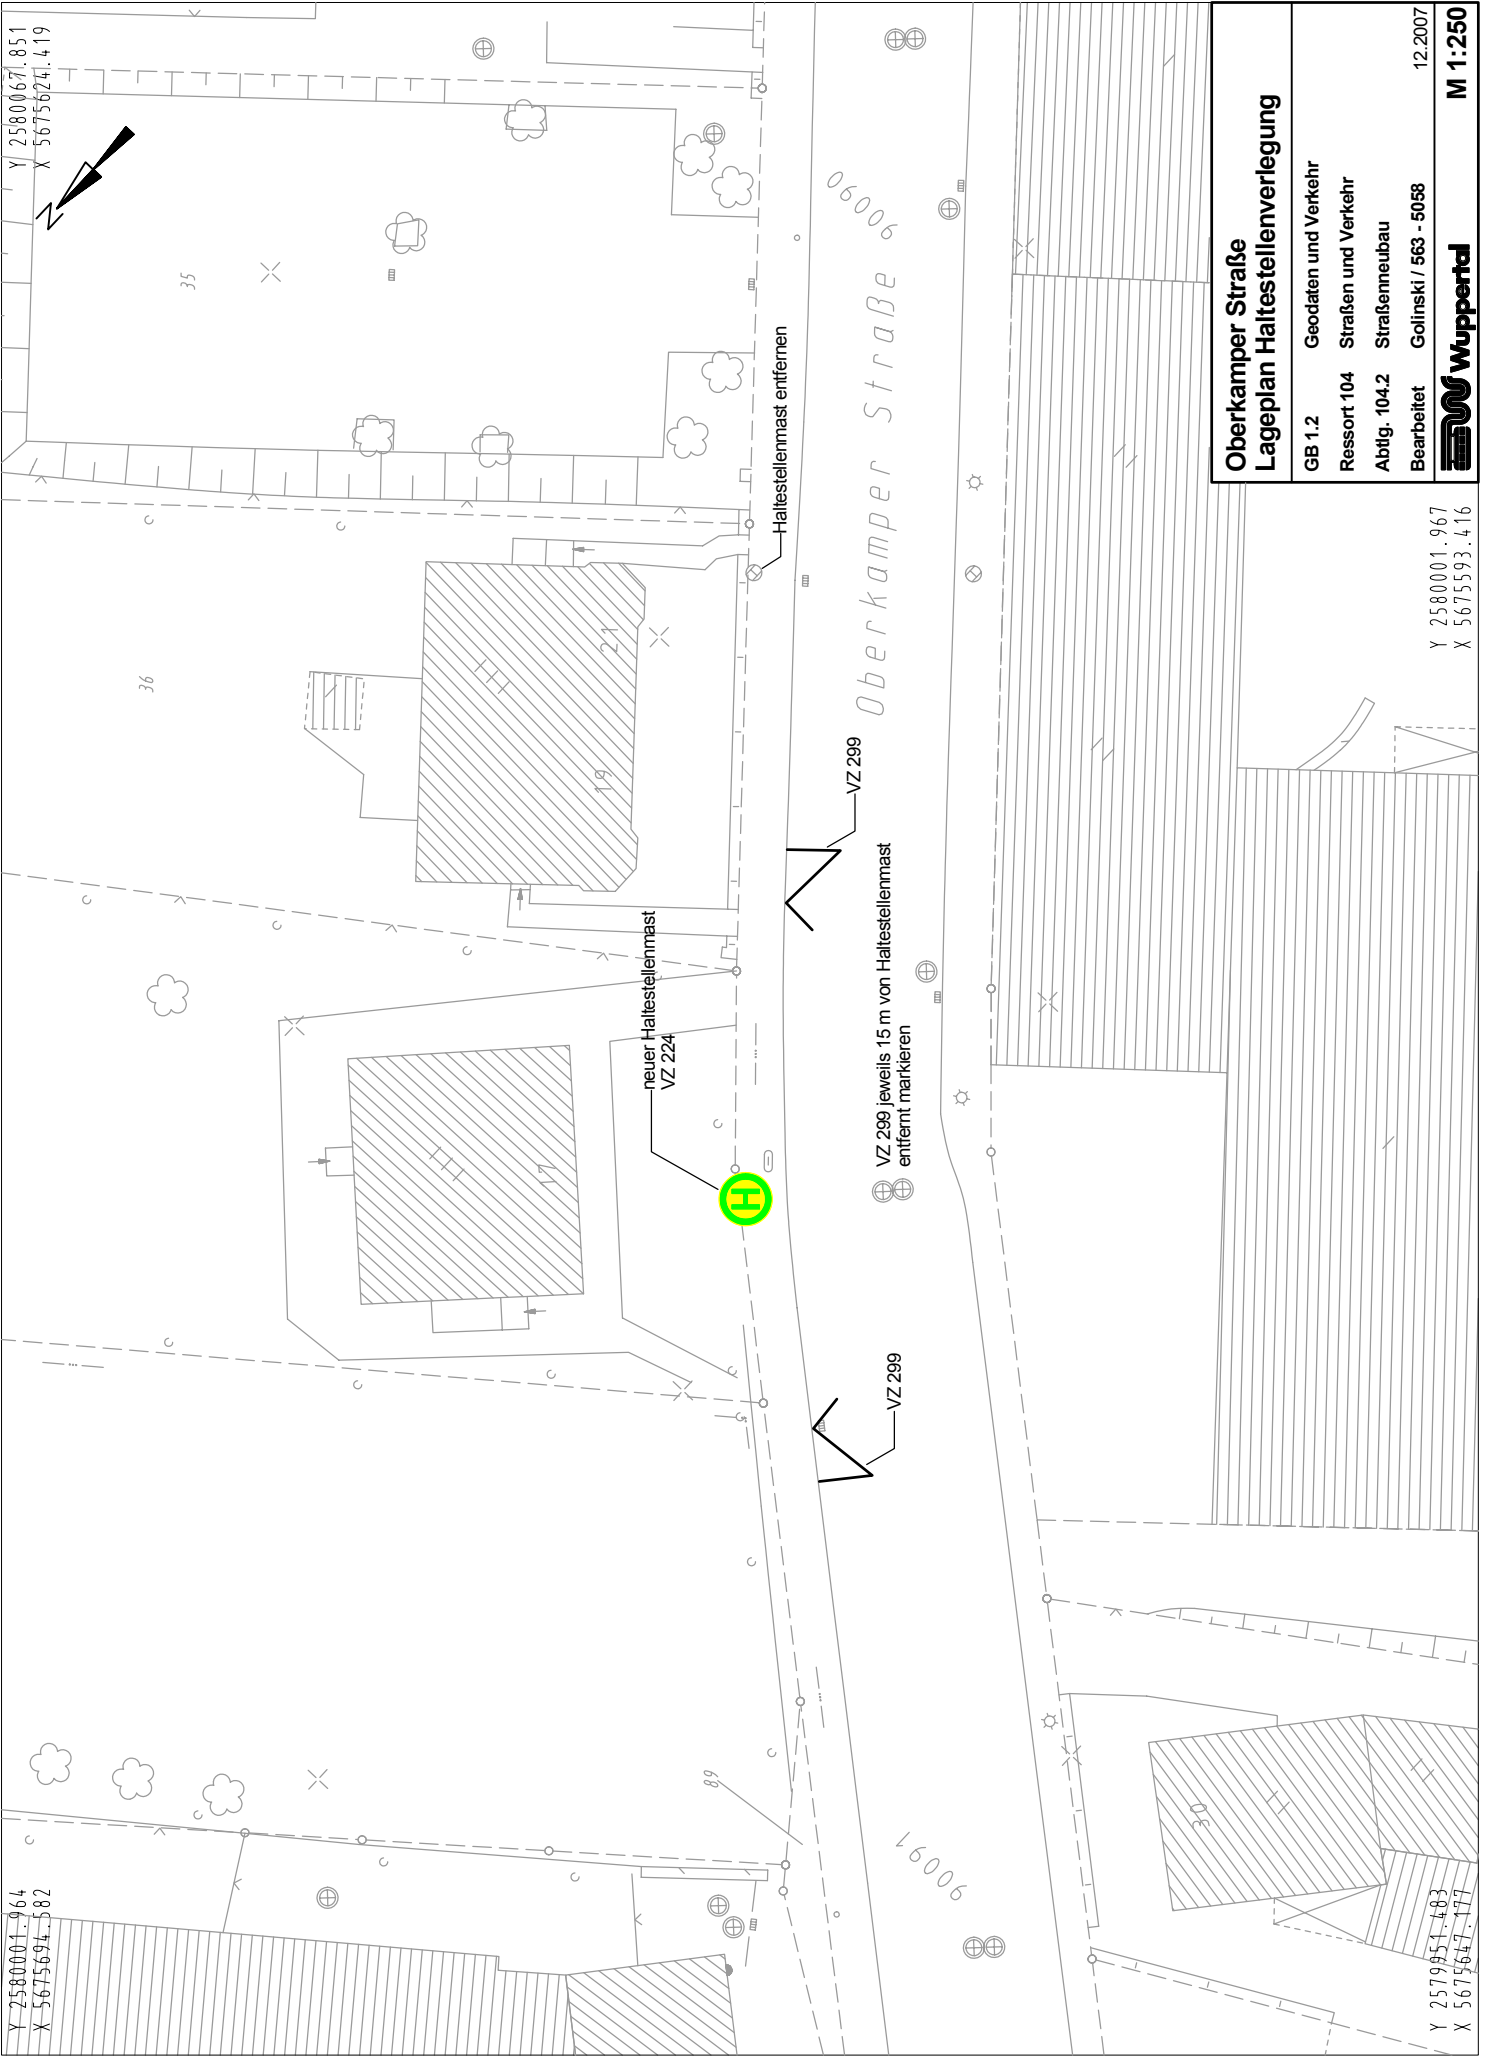 Y 2580067.851
X 5675624.419
N
35
36
Haltestellenmast entfernen
21
19
17
neuer Haltestellenmast
VZ 224
H
VZ 299
VZ 299 jeweils 15 m von Haltestellenmast
entfernt markieren
VZ 299
Oberkamper Straße
90090
90091
89
30
Y 2580001.964
X 5675694.582
Y 2579951.483
X 5675647.177
Y 2580001.967
X 5675593.416
Oberkamper Straße
Lageplan Haltestellenverlegung
GB 1.2 Geodaten und Verkehr
Ressort 104 Straßen und Verkehr
Abtlg. 104.2 Straßenneubau
Bearbeitet Golinski / 563 - 5058 12.2007
Wuppertal M 1:250